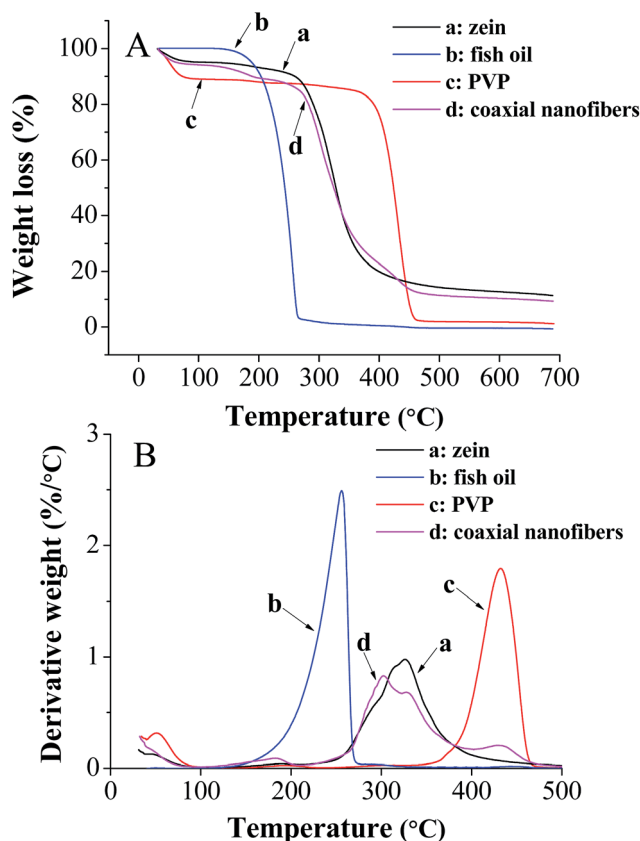 A
a: zein
b: fish oil
c: PVP
d: coaxial nanofibers
b
a
c
d
100
80
60
40
20
0
Weight loss (%)
0 100 200 300 400 500 600 700
Temperature (°C)
B
a: zein
b: fish oil
c: PVP
d: coaxial nanofibers
b
d
a
c
3
2
1
0
Derivative weight (%/°C)
100 200 300 400 500
Temperature (°C)